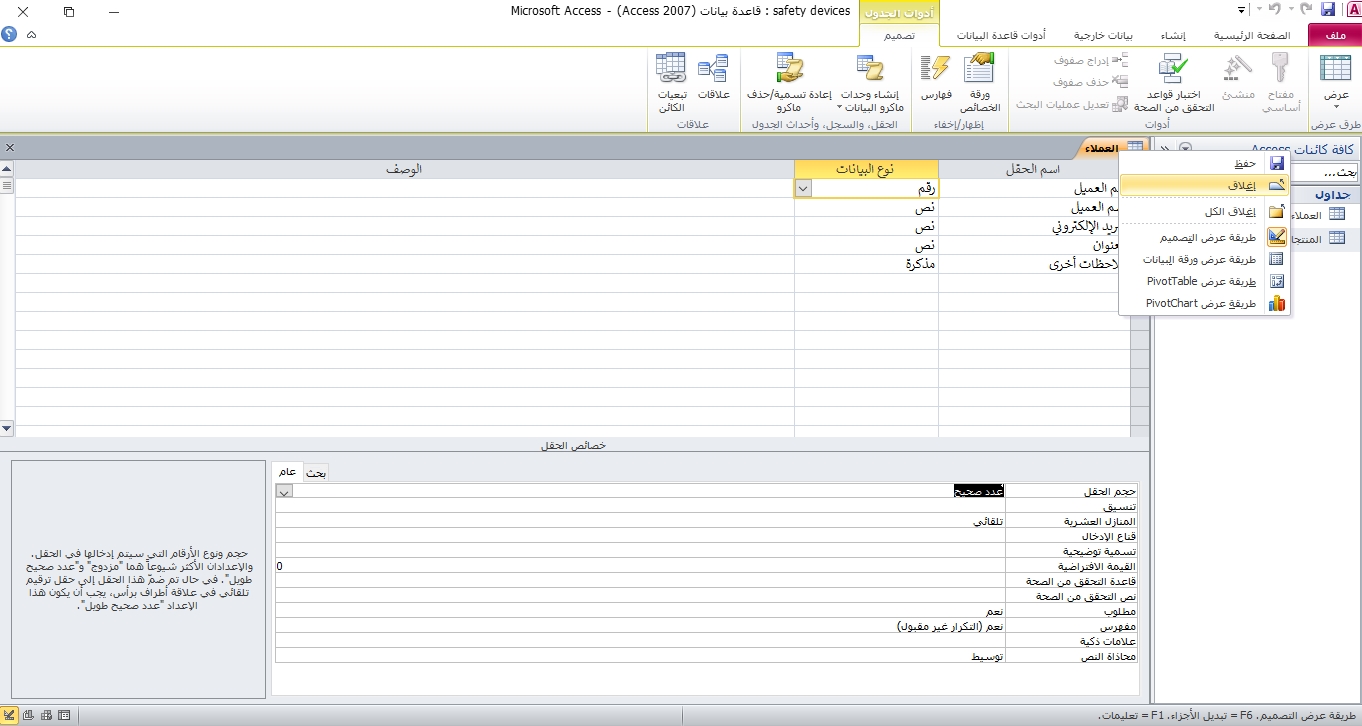 safety devices : قاعدة بيانات (Access 2007) - Microsoft Access
أدوات الجدول
ملف
الصفحة الرئيسية
إنشاء
بيانات خارجية
أدوات قاعدة البيانات
تصميم
عرض
طرق عرض
مفتاح أساسي
منشئ
اختبار قواعد التحقق من الصحة
إدراج صفوف
حذف صفوف
تعديل عمليات البحث
أدوات
ورقة الخصائص
فهارس
إظهار/إخفاء
إنشاء وحدات ماكرو البيانات
إعادة تسمية/حذف ماكرو
الحقل، والسجل، وأحداث الجدول
علاقات
تبعيات الكائن
علاقات
كافة كائنات Access
بحث...
جداول
العملاء
العملاء
حفظ
إغلاق
إغلاق الكل
طريقة عرض التصميم
طريقة عرض ورقة البيانات
طريقة عرض PivotTable
طريقة عرض PivotChart
اسم الحقل
نوع البيانات
الوصف
العميل
رقم
العميل
نص
الإلكتروني
نص
نص
أخرى
مذكرة
خصائص الحقل
عام
بحث
حجم الحقل
عدد صحيح
تنسيق
المنازل العشرية
تلقائي
قناع الإدخال
تسمية توضيحية
القيمة الافتراضية
0
قاعدة التحقق من الصحة
نص التحقق من الصحة
مطلوب
نعم
مفهرس
نعم (التكرار غير مقبول)
علامات ذكية
محاذاة النص
توسيط
حجم ونوع الأرقام التي سيتم إدخالها في الحقل.
والإعدادان الأكثر شيوعاً هما "مزدوج" و"عدد صحيح
طويل". في حال تم ضمّ هذا الحقل إلى حقل ترقيم
تلقائي في علاقة أطراف برأس، يجب أن يكون هذا
الإعداد "عدد صحيح طويل".
طريقة عرض التصميم. F6 = تبديل الأجزاء. F1 = تعليمات.